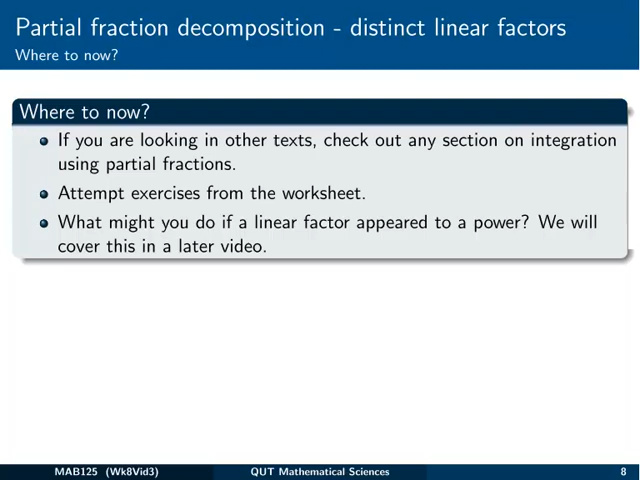 Partial fraction decomposition - distinct linear factors
Where to now?
Where to now?
If you are looking in other texts, check out any section on integration
using partial fractions.
Attempt exercises from the worksheet.
What might you do if a linear factor appeared to a power? We will
cover this in a later video.
MAB125 (Wk8Vid3) QUT Mathematical Sciences 8